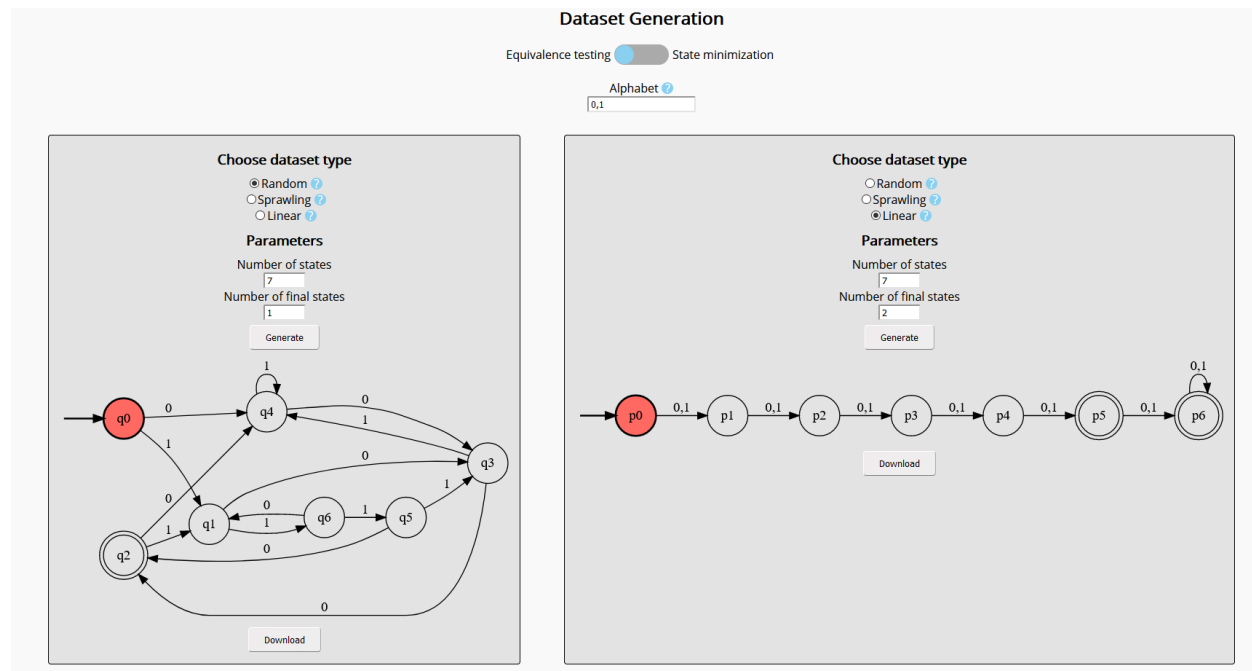 Dataset Generation
Equivalence testing State minimization
Alphabet ?
0,1
Choose dataset type
Random ?
Sprawling ?
Linear ?
Parameters
Number of states
7
Number of final states
1
Generate
1
q0 0 q4 0
1
1
0 q3
0 q1 0 q6 1 q5 1
1 1
q2 0
0
Download
Choose dataset type
Random ?
Sprawling ?
Linear ?
Parameters
Number of states
7
Number of final states
2
Generate
0,1
p0 0,1 p1 0,1 p2 0,1 p3 0,1 p4 0,1 p5 0,1 p6
Download